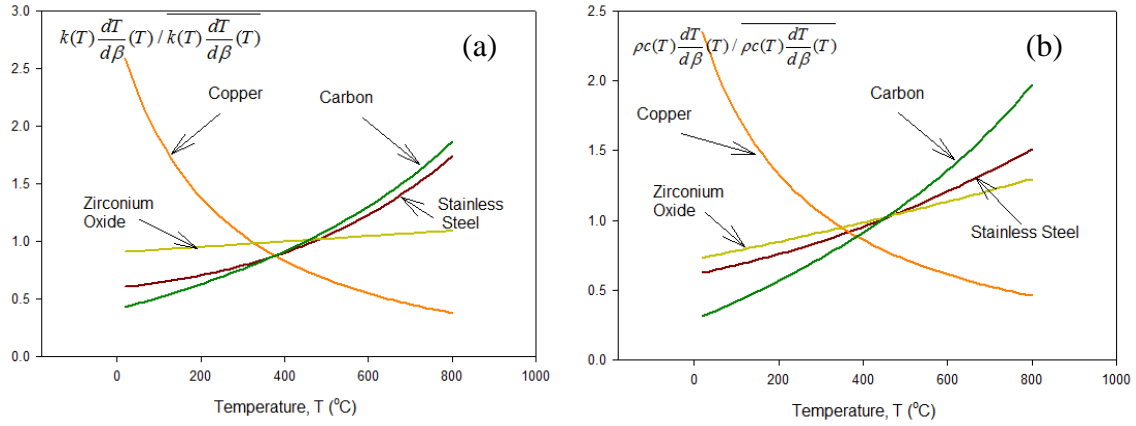 k(T) dT/dβ (T) / k(T) dT/dβ (T)
(a)
3.0
2.5
2.0
1.5
1.0
0.5
0.0
Copper
Carbon
Zirconium
Oxide
Stainless
Steel
0 200 400 600 800 1000
Temperature, T (°C)
ρc(T) dT/dβ (T) / ρc(T) dT/dβ (T)
(b)
2.5
2.0
1.5
1.0
0.5
0.0
Copper
Carbon
Zirconium
Oxide
Stainless Steel
0 200 400 600 800 1000
Temperature, T (°C)